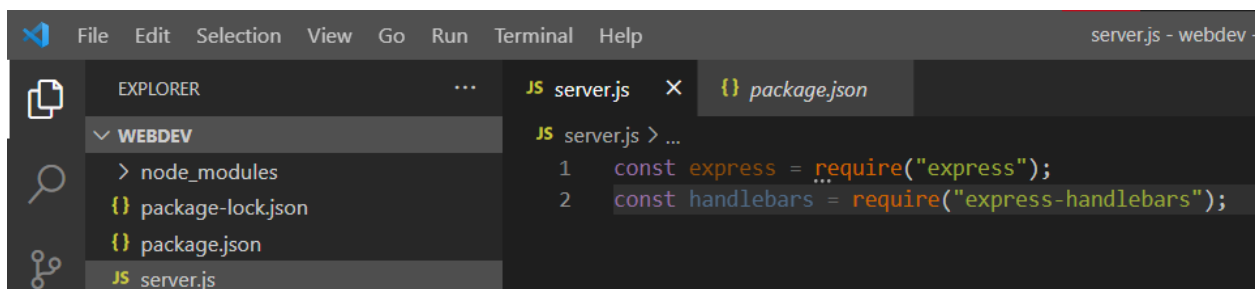 File Edit Selection View Go Run Terminal Help server.js - webdev -
EXPLORER ... JS server.js × {} package.json
WEBDEV JS server.js > ...
> node_modules 1 const express = require("express");
{} package-lock.json 2 const handlebars = require("express-handlebars");
{} package.json
JS server.js